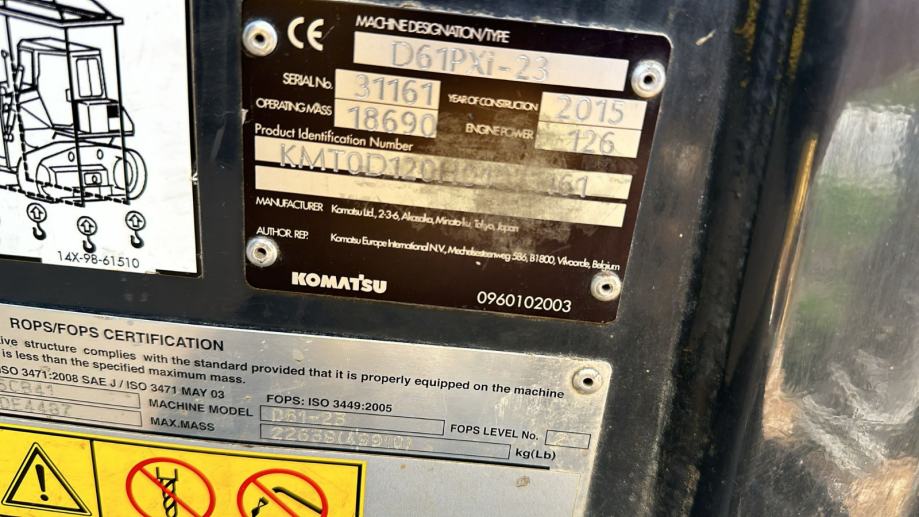 CE
MACHINE DESIGNATION/TYPE
D61PXi-23
SERIAL No. 31161 YEAR OF CONSTRUCTION 2015
OPERATING MASS 18690 ENGINE POWER 126
Product Identification Number
MANUFACTURER Komatsu Ltd., 2-3-6, Akasaka, Minato-ku, Tokyo, Japan
AUTHOR. REP. Komatsu Europe International N.V., Mechelsesteenweg 586, B1800, Vilvoorde, Belgium
KOMATSU
0960102003
14X-98-61510
ROPS/FOPS CERTIFICATION
structure complies with the standard provided that it is properly equipped on the machine
is less than the specified maximum mass.
ISO 3471:2008 SAE J / ISO 3471 MAY 03 FOPS: ISO 3449:2005
MACHINE MODEL D61-23 FOPS LEVEL No. 2
MAX.MASS kg(Lb)